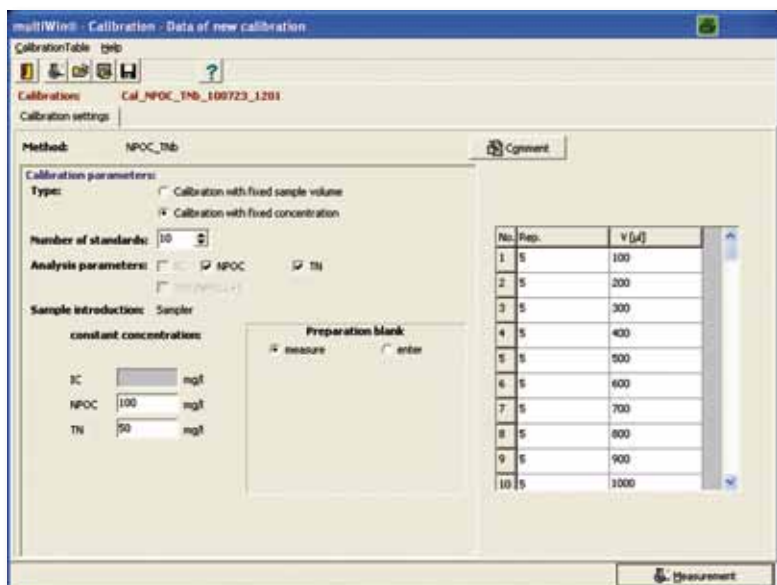 multiWin® - Calibration - Data of new calibration
CalibrationTable Help
?
Calibration: Cal_NPOC_TNb_100723_1201
Calibration settings
Method: NPOC_TNb
Comment
Calibration parameters:
Type: Calibration with fixed sample volume
Calibration with fixed concentration
Number of standards: 10
Analysis parameters: IC NPOC TN
Sample introduction: Sampler
constant concentration:
IC mg/l
NPOC 100 mg/l
TN 50 mg/l
Preparation blank
measure enter
No. Rep. V [µl]
1 5 100
2 5 200
3 5 300
4 5 400
5 5 500
6 5 600
7 5 700
8 5 800
9 5 900
10 5 1000
Measurement